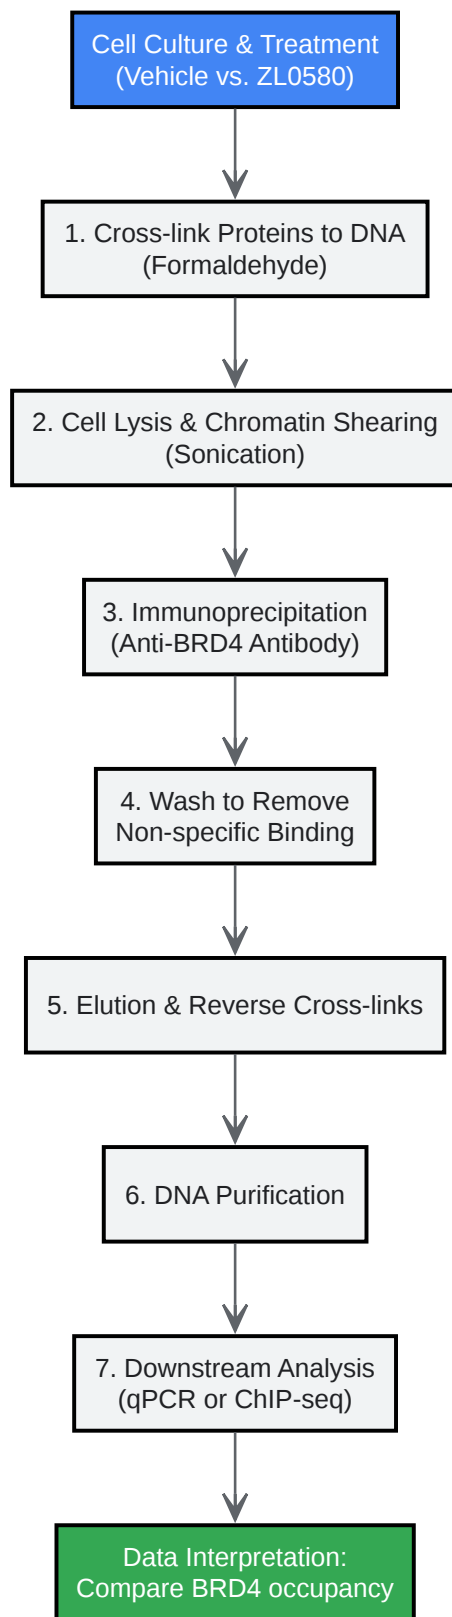 Cell Culture & Treatment
(Vehicle vs. ZL0580)
1. Cross-link Proteins to DNA
(Formaldehyde)
2. Cell Lysis & Chromatin Shearing
(Sonication)
3. Immunoprecipitation
(Anti-BRD4 Antibody)
4. Wash to Remove
Non-specific Binding
5. Elution & Reverse Cross-links
6. DNA Purification
7. Downstream Analysis
(qPCR or ChIP-seq)
Data Interpretation:
Compare BRD4 occupancy